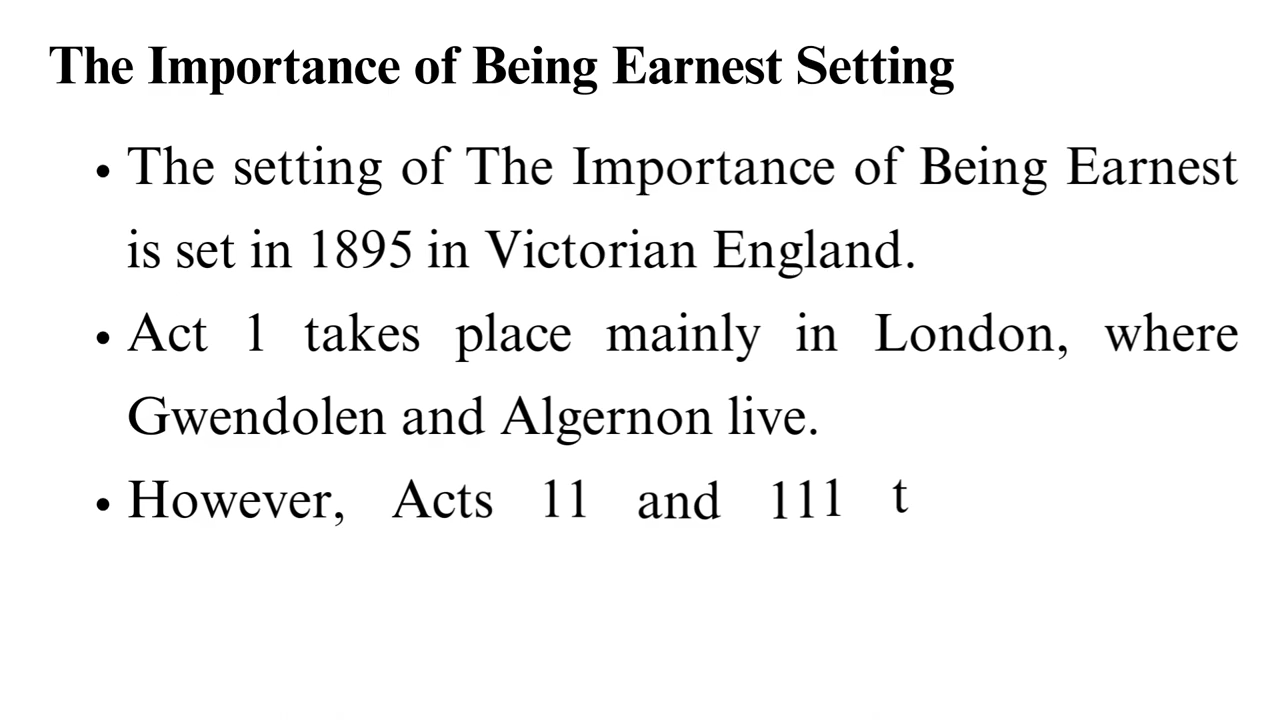 The Importance of Being Earnest Setting
• The setting of The Importance of Being Earnest
is set in 1895 in Victorian England.
• Act 1 takes place mainly in London, where
Gwendolen and Algernon live.
• However, Acts 11 and 111 t